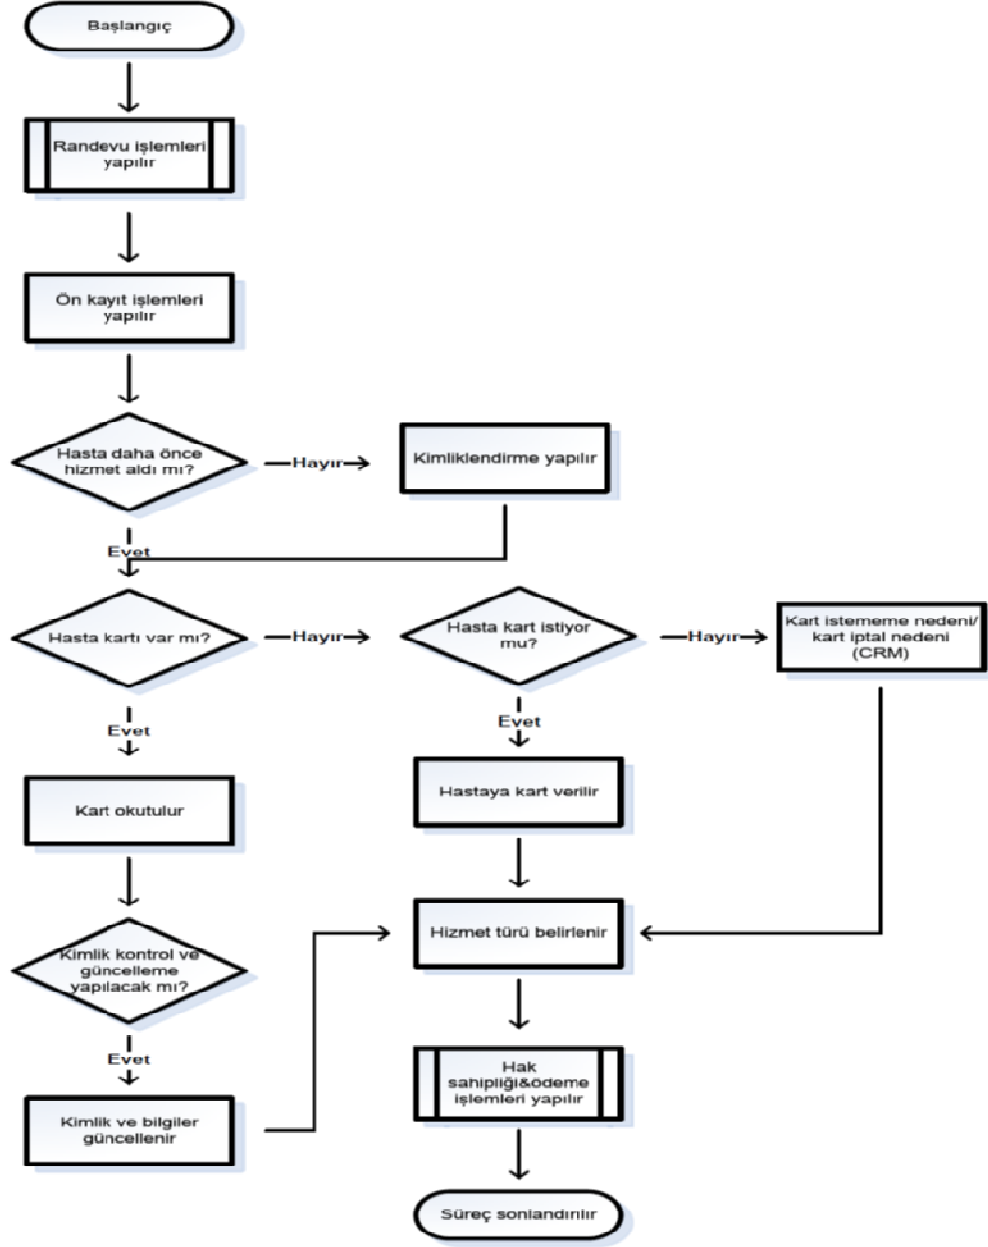 Başlangıç
Randevu işlemleri
yapılır
Ön kayıt işlemleri
yapılır
Hasta daha önce
hizmet aldı mı?
Hayır
Kimliklendirme yapılır
Evet
Hasta kartı var mı?
Hayır
Hasta kart istiyor
mu?
Hayır
Kart istememe nedeni/
kart iptal nedeni
(CRM)
Evet
Evet
Kart okutulur
Hastaya kart verilir
Kimlik kontrol ve
güncelleme
yapılacak mı?
Hizmet türü belirlenir
Evet
Kimlik ve bilgiler
güncellenir
Hak
sahipliği&ödeme
işlemleri yapılır
Süreç sonlandırılır